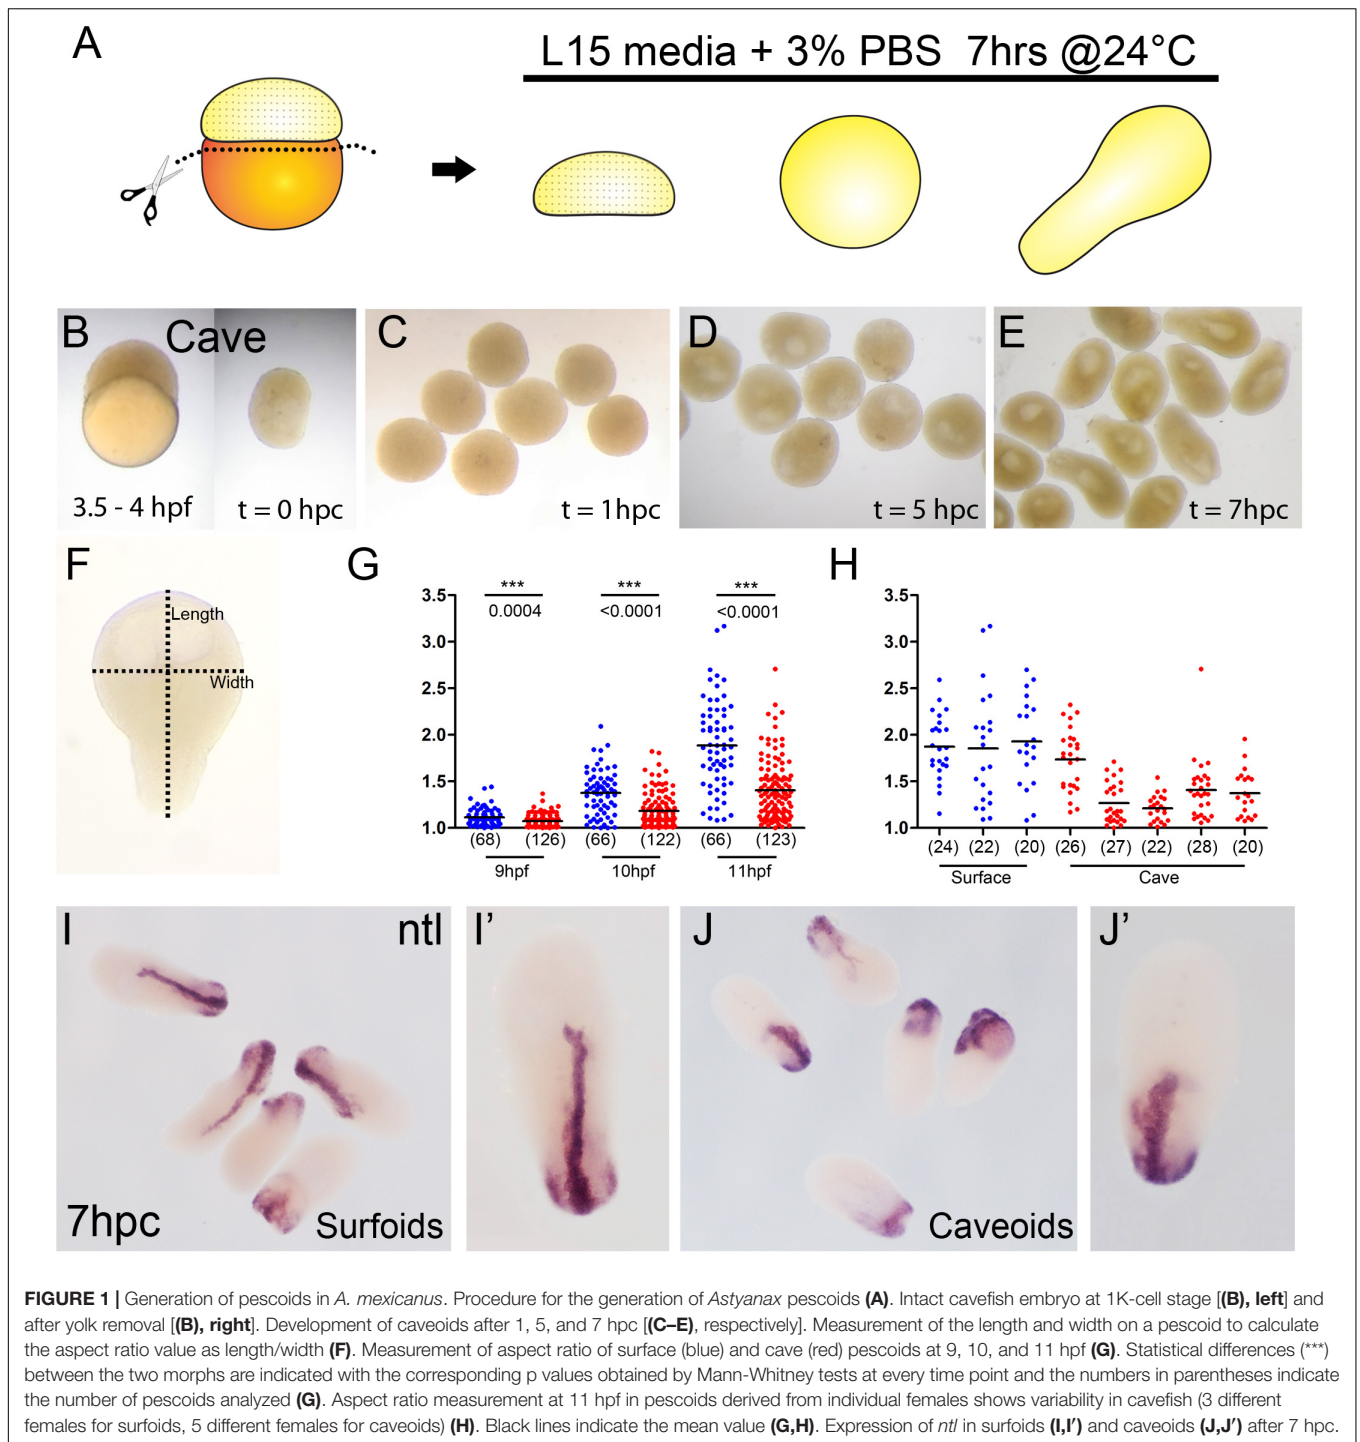 A
L15 media + 3% PBS 7hrs @24°C
B
Cave
3.5 - 4 hpf
t = 0 hpc
C
t = 1hpc
D
t = 5 hpc
E
t = 7hpc
F
Length
Width
G
*** *** ***
0.0004 <0.0001 <0.0001
3.5
3.0
2.5
2.0
1.5
1.0
(68) (126) (66) (122) (66) (123)
9hpf 10hpf 11hpf
H
3.5
3.0
2.5
2.0
1.5
1.0
(24) (22) (20) (26) (27) (22) (28) (20)
Surface Cave
I
ntl
7hpc
Surfoids
I’
J
Caveoids
J’
FIGURE 1 | Generation of pescoids in A. mexicanus. Procedure for the generation of Astyanax pescoids (A). Intact cavefish embryo at 1K-cell stage [(B), left] and
after yolk removal [(B), right]. Development of caveoids after 1, 5, and 7 hpc [(C–E), respectively]. Measurement of the length and width on a pescoid to calculate
the aspect ratio value as length/width (F). Measurement of aspect ratio of surface (blue) and cave (red) pescoids at 9, 10, and 11 hpf (G). Statistical differences (***)
between the two morphs are indicated with the corresponding p values obtained by Mann-Whitney tests at every time point and the numbers in parentheses indicate
the number of pescoids analyzed (G). Aspect ratio measurement at 11 hpf in pescoids derived from individual females shows variability in cavefish (3 different
females for surfoids, 5 different females for caveoids) (H). Black lines indicate the mean value (G,H). Expression of ntl in surfoids (I,I′) and caveoids (J,J′) after 7 hpc.